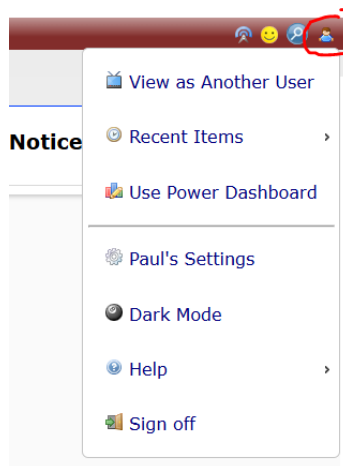 View as Another User
Notice
Recent Items
Use Power Dashboard
Paul's Settings
Dark Mode
Help
Sign off